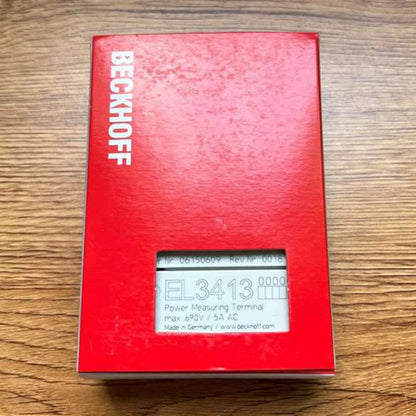 BECKHOFF
r Nr.:06150609 Rev.Nr.:0018
EL3413 0000
Power Measuring Terminal
max. 690V / 5A AC
Made in Germany / www.beckhoff.com